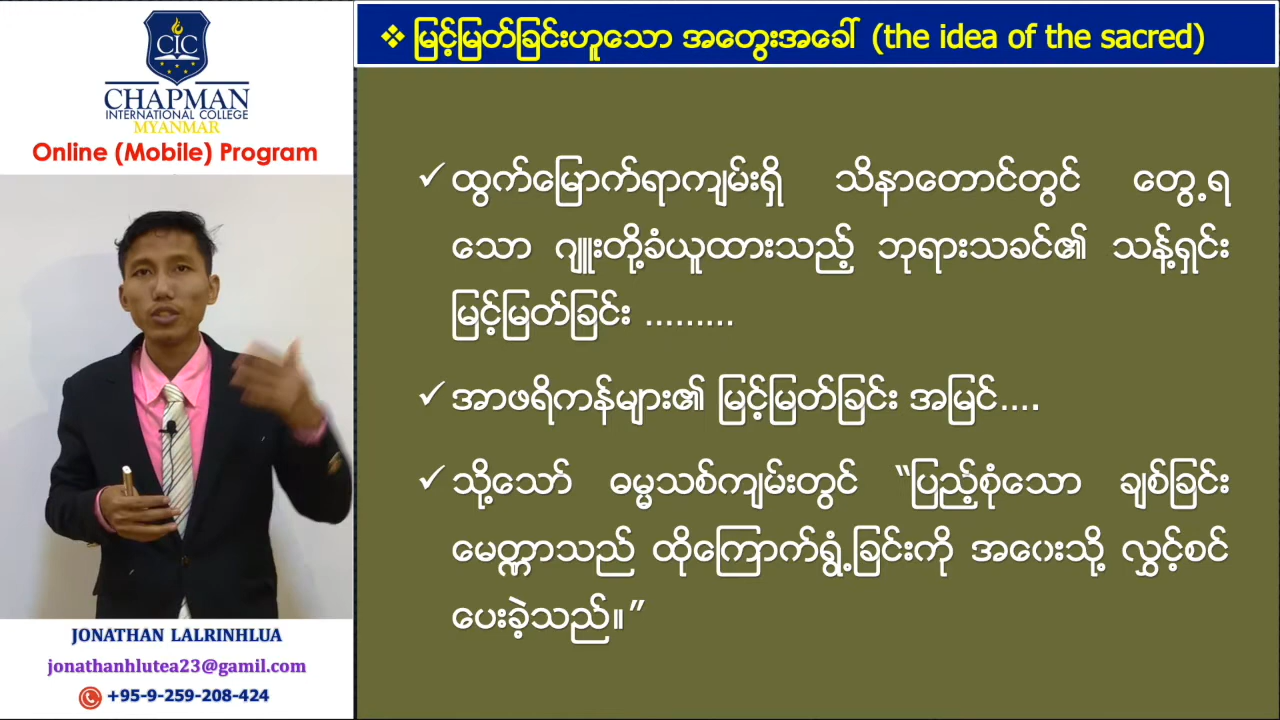 CIC
CHAPMAN
INTERNATIONAL COLLEGE
MYANMAR
Online (Mobile) Program
JONATHAN LALRINHLUA
jonathanhlutea23@gamil.com
+95-9-259-208-424
❖ မြင့်မြတ်ခြင်းဟူသော အတွေးအခေါ် (the idea of the sacred)
✓ ထွက်မြောက်ရာကျမ်းရှိ သိနာတောင်တွင် တွေ့ရ
သော ဂျူးတို့ခံယူထားသည့် ဘုရားသခင်၏ သန့်ရှင်း
မြင့်မြတ်ခြင်း .........
✓ အာဖရိကန်များ၏ မြင့်မြတ်ခြင်း အမြင်....
✓ သို့သော် ဓမ္မသစ်ကျမ်းတွင် “ပြည့်စုံသော ချစ်ခြင်း
မေတ္တာသည် ထိုကြောက်ရွံ့ခြင်းကို အဝေးသို့ လွှင့်စင်
ပေးခဲ့သည်။”